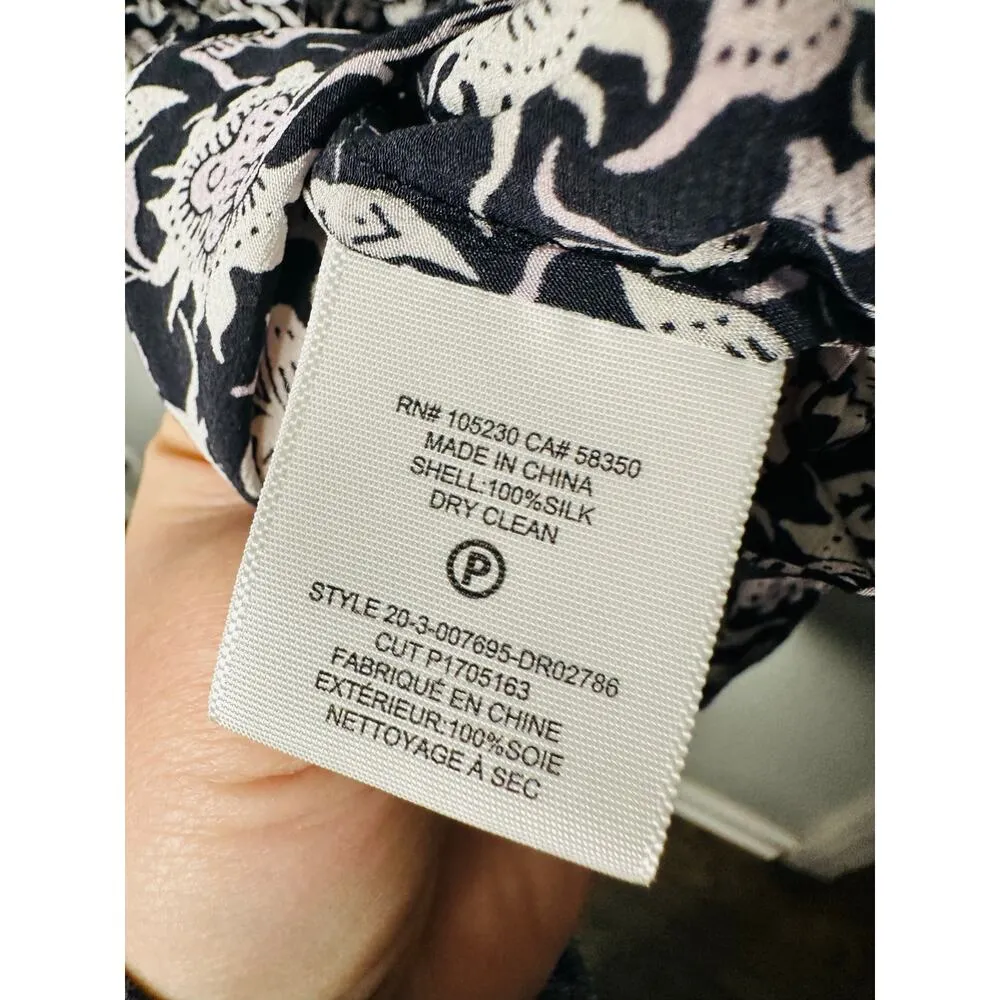 RN# 105230 CA# 58350
MADE IN CHINA
SHELL:100%SILK
DRY CLEAN
P
STYLE 20-3-007695-DR02786
CUT P1705163
FABRIQUÉ EN CHINE
EXTÉRIEUR:100%SOIE
NETTOYAGE À SEC